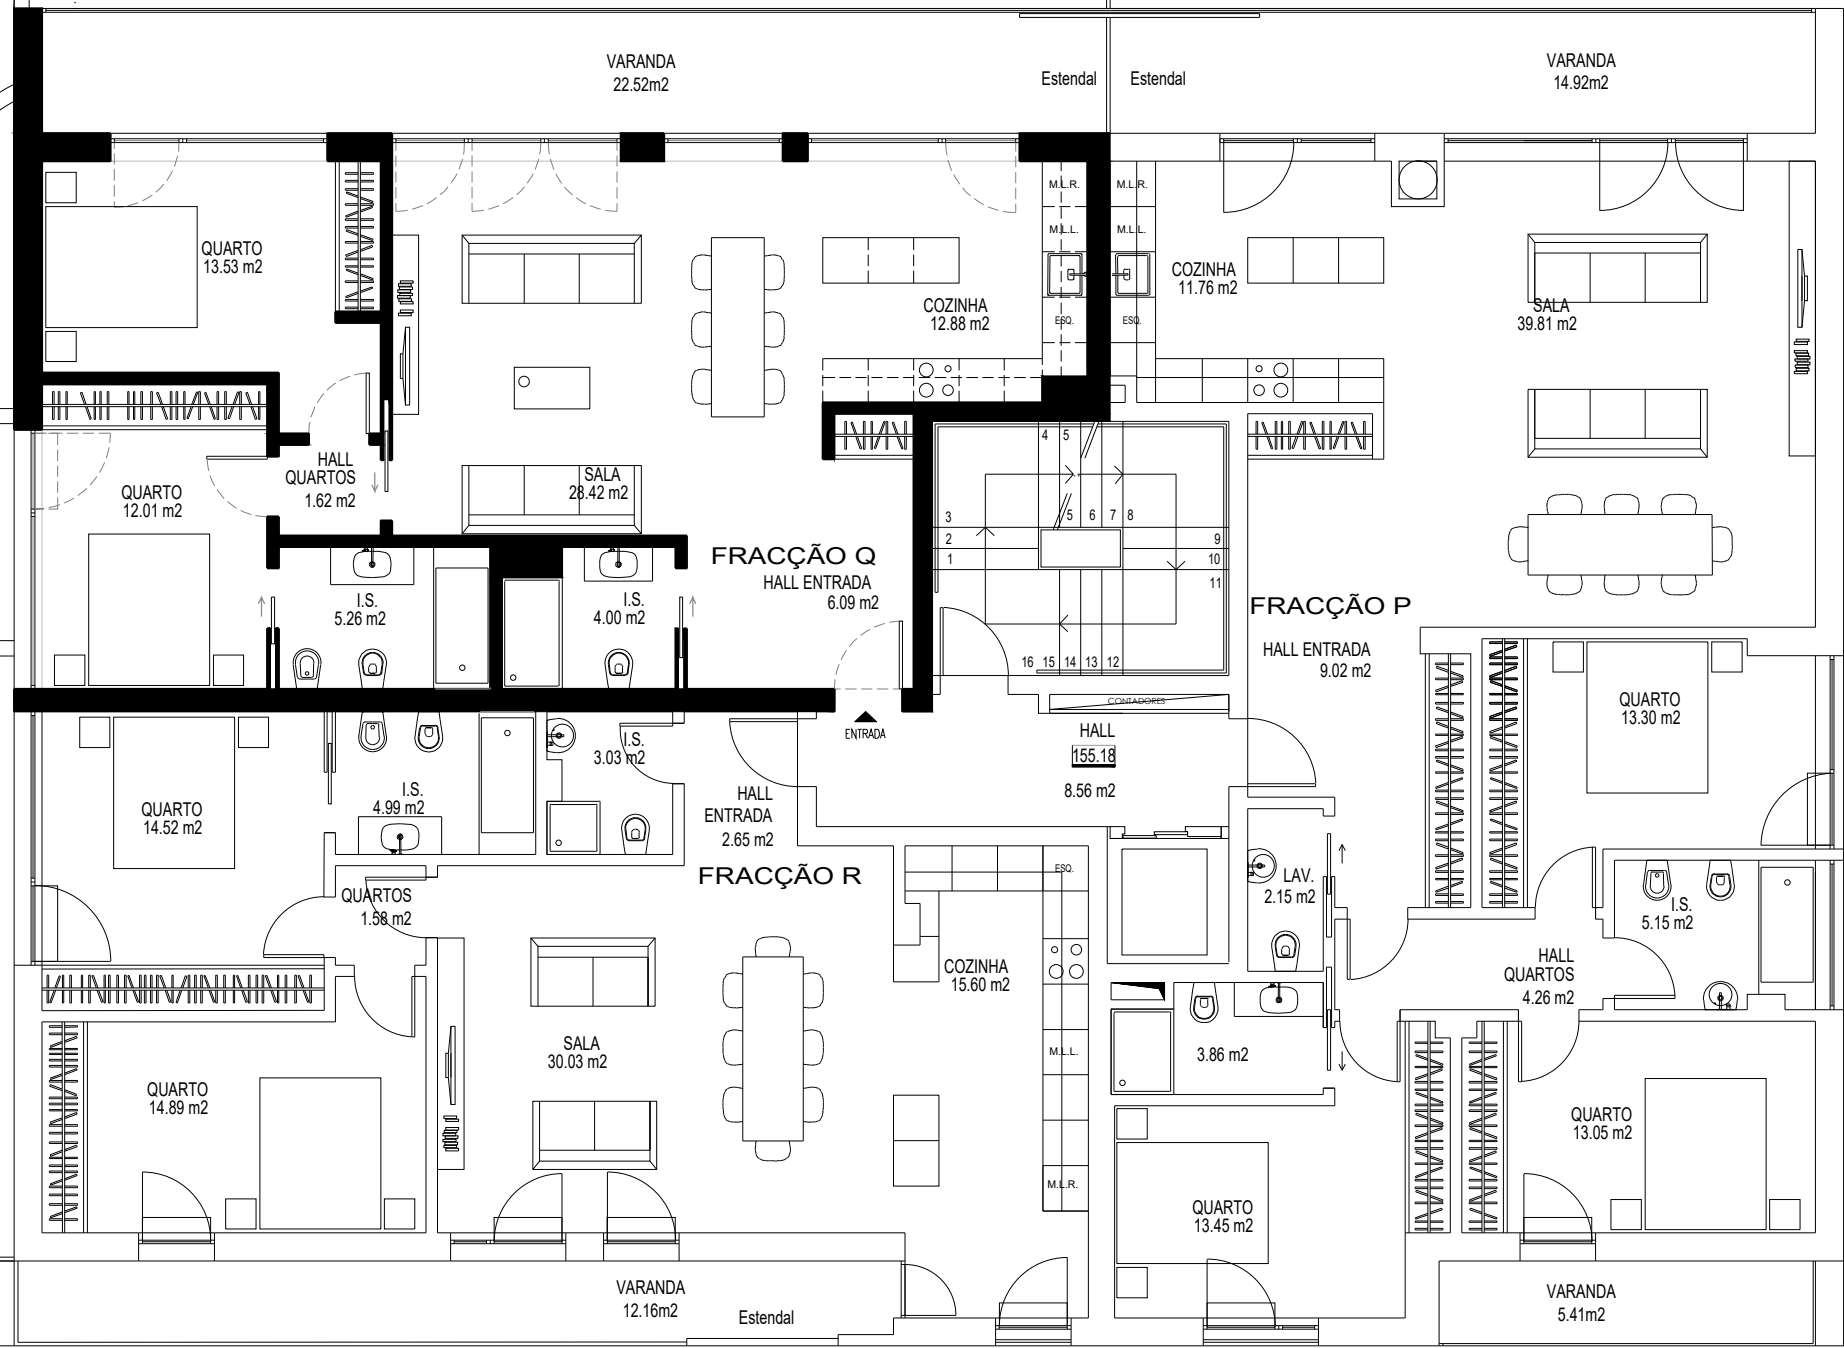 VARANDA
22.52m2
Estendal
Estendal
VARANDA
14.92m2
QUARTO
13.53 m2
M.L.R.
M.L.R.
M.L.L.
M.L.L.
COZINHA
12.88 m2
ESQ.
ESQ.
COZINHA
11.76 m2
SALA
39.81 m2
HALL
QUARTOS
1.62 m2
QUARTO
12.01 m2
SALA
28.42 m2
4 5
3
2
1
5 6 7 8
9
10
11
16 15 14 13 12
FRACÇÃO Q
HALL ENTRADA
6.09 m2
I.S.
5.26 m2
I.S.
4.00 m2
FRACÇÃO P
HALL ENTRADA
9.02 m2
QUARTO
13.30 m2
CONTADORES
ENTRADA
HALL
155.18
8.56 m2
I.S.
3.03 m2
I.S.
4.99 m2
QUARTO
14.52 m2
HALL
ENTRADA
2.65 m2
FRACÇÃO R
QUARTOS
1.58 m2
ESQ.
LAV.
2.15 m2
I.S.
5.15 m2
HALL
QUARTOS
4.26 m2
COZINHA
15.60 m2
SALA
30.03 m2
M.L.L.
3.86 m2
QUARTO
14.89 m2
QUARTO
13.05 m2
M.L.R.
QUARTO
13.45 m2
VARANDA
12.16m2
Estendal
VARANDA
5.41m2